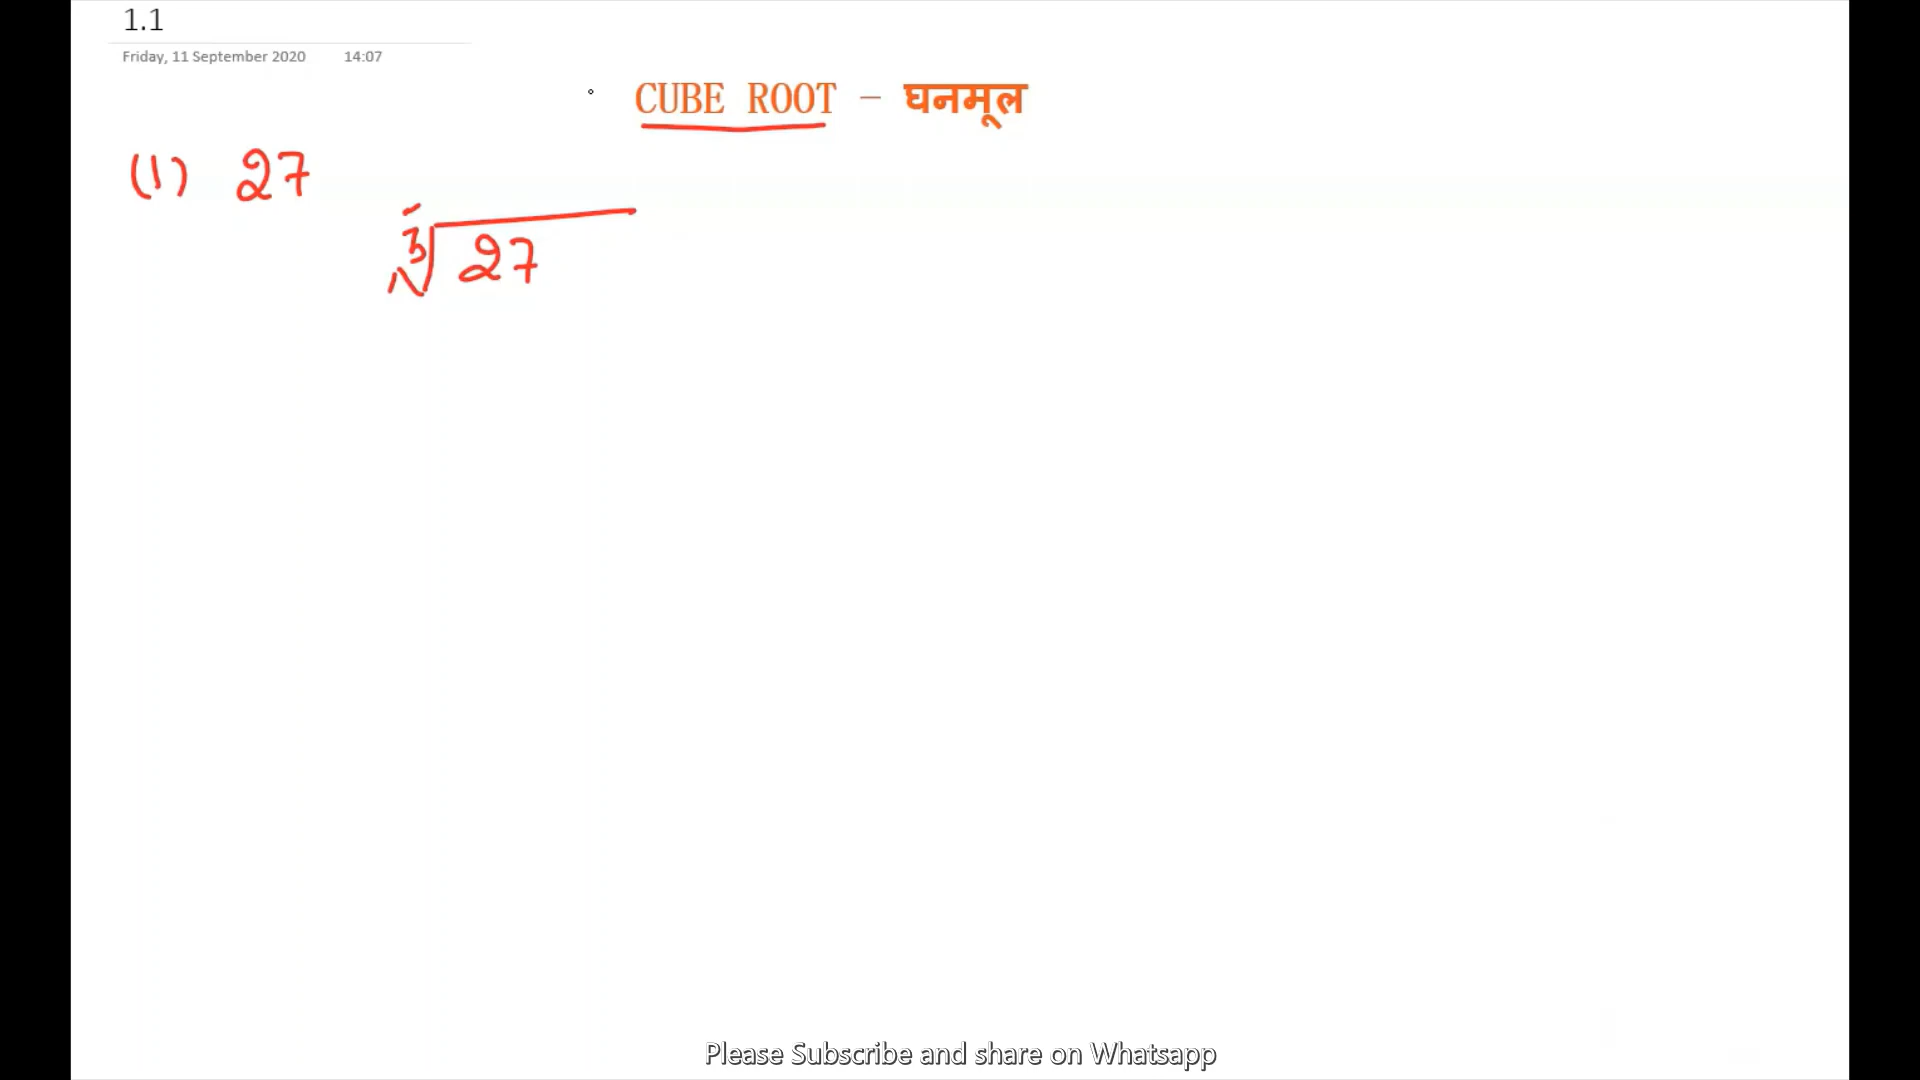 1.1
Friday, 11 September 2020 14:07
CUBE ROOT - घनमूल
(1) 27
∛27
Please Subscribe and share on Whatsapp